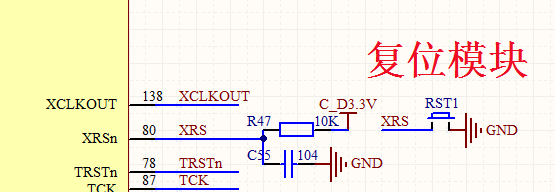 复位模块
XCLKOUT 138 XCLKOUT C_D3.3V RST1
XRSn 80 XRS R47 10K XRS GND
TRSTn 78 TRSTn C55 104 GND
TCK 87 TCK